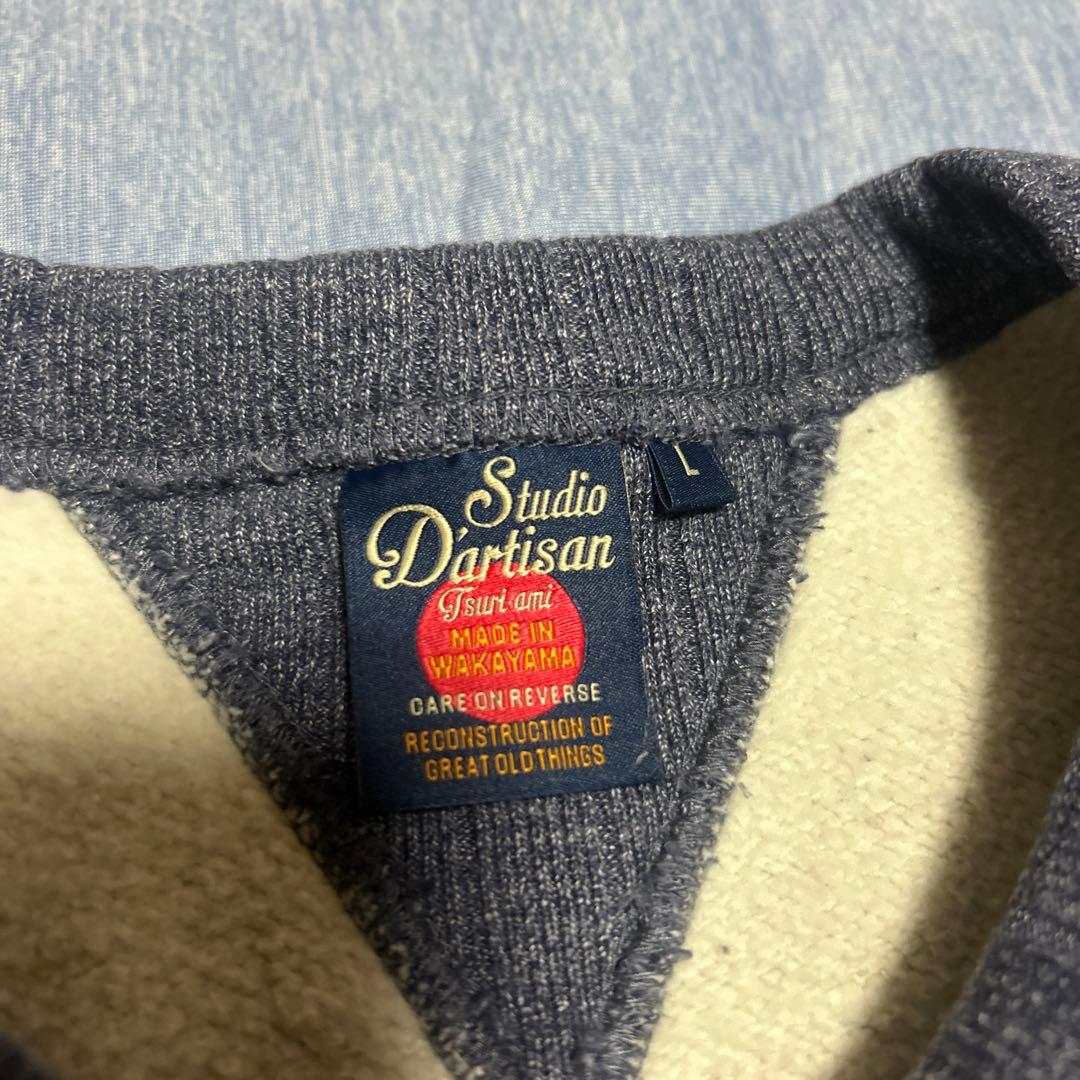 Studio
D'artisan
Tsuri-ami
MADE IN
WAKAYAMA
CARE ON REVERSE
RECONSTRUCTION OF
GREAT OLD THINGS
L